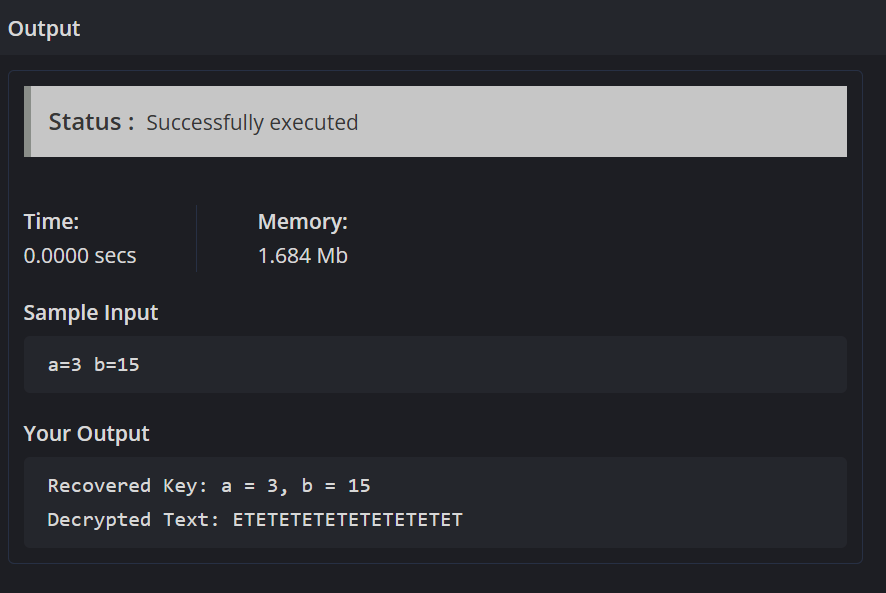 Output
Status : Successfully executed
Time:
0.0000 secs
Memory:
1.684 Mb
Sample Input
a=3 b=15
Your Output
Recovered Key: a = 3, b = 15
Decrypted Text: ETETETETETETETETETET